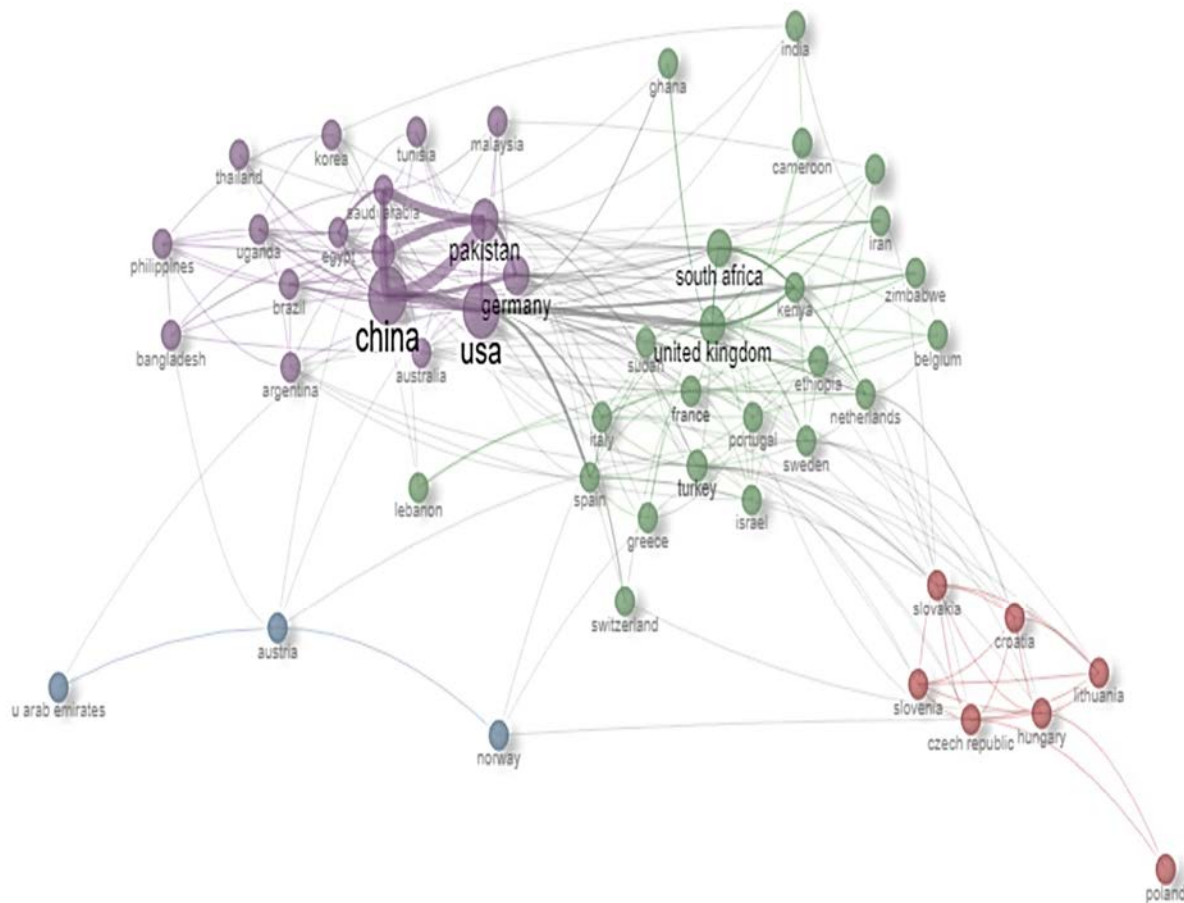 india
ghana
korea
tunisia
malaysia
thailand
cameroon
saudi arabia
iran
uganda
egypt
philippines
pakistan
south africa
zimbabwe
brazil
germany
kenya
china
usa
united kingdom
sudan
belgium
bangladesh
australia
argentina
ethiopia
netherlands
france
italy
portugal
sweden
turkey
spain
lebanon
israel
greece
slovakia
switzerland
croatia
austria
lithuania
u arab emirates
slovenia
czech republic
hungary
norway
poland